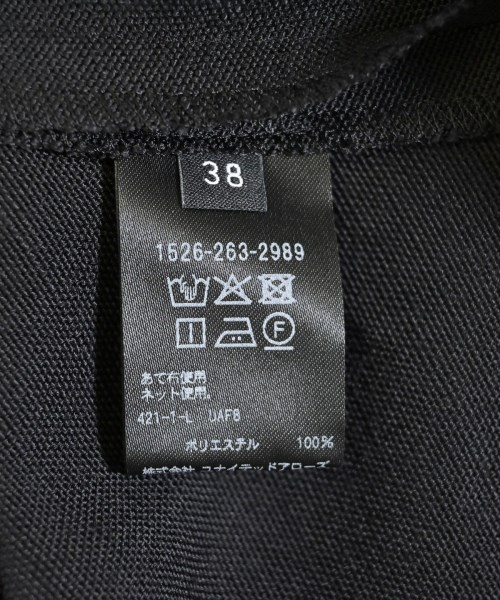 38
1526-263-2989
あて布使用
ネット使用。
421-1-L UAF8
ポリエステル 100%
株式会社 ユナイテッドアローズ